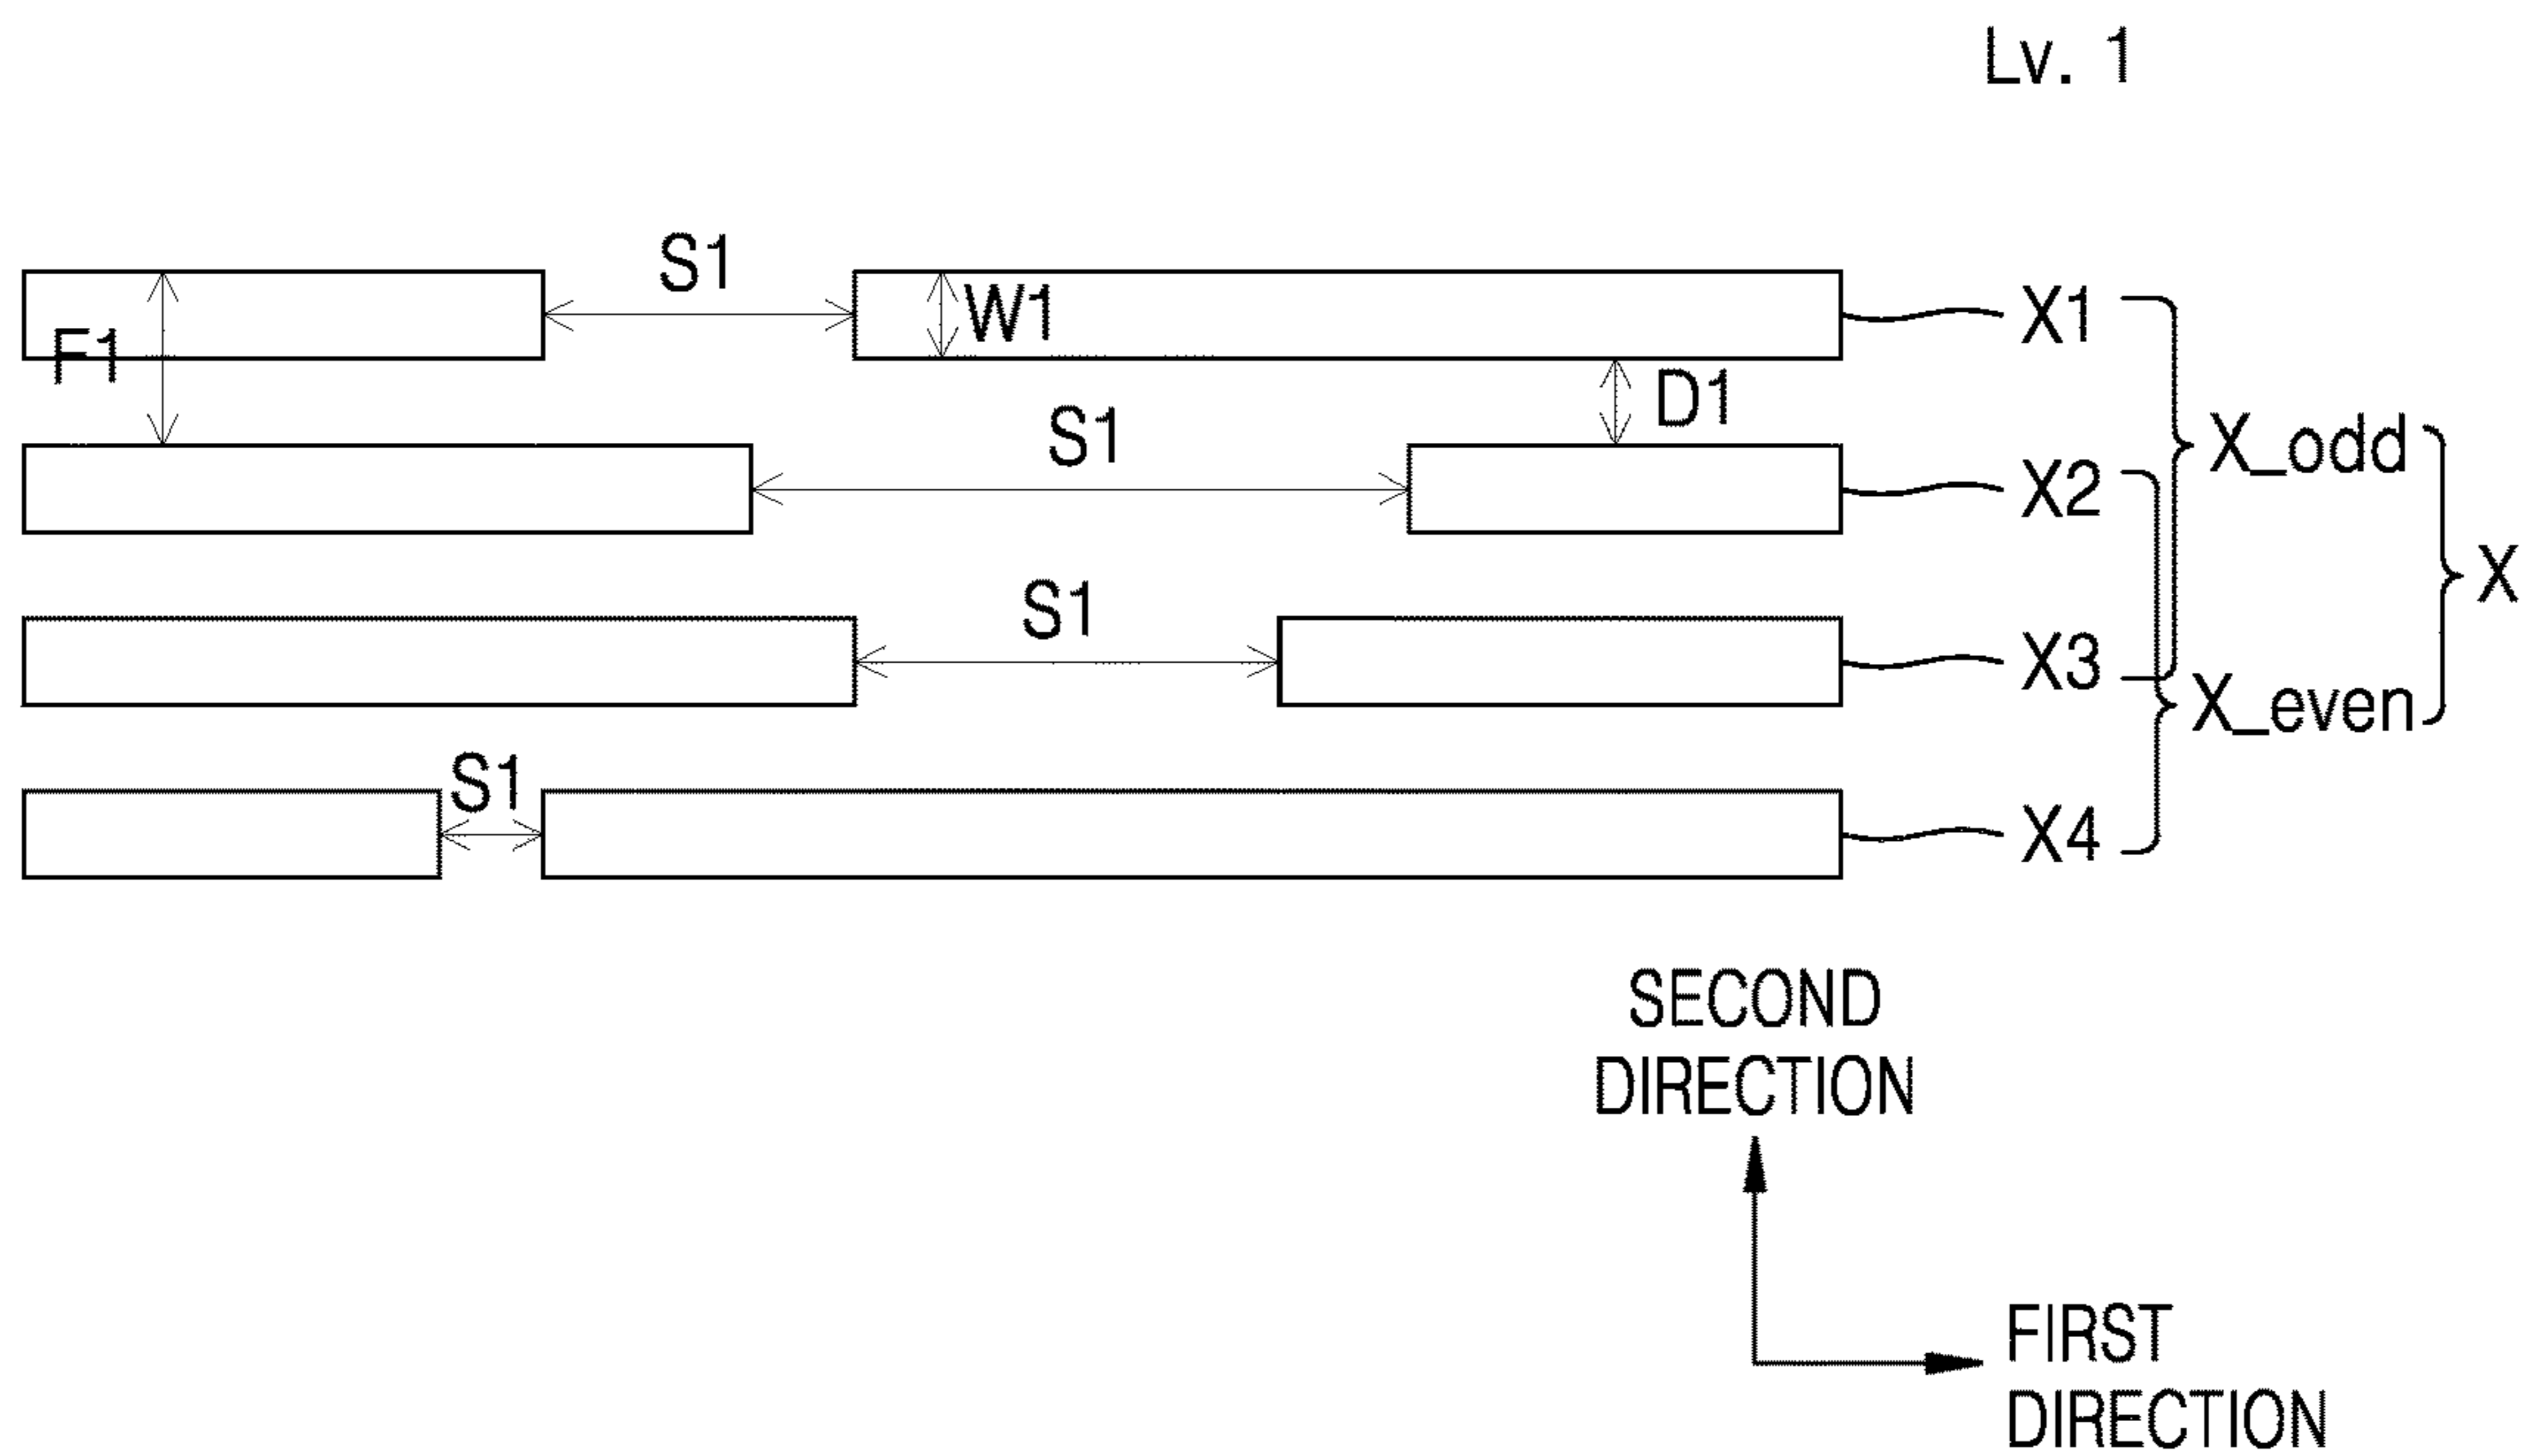 Lv. 1
S1
W1
X1
F1
D1
S1
X_odd
X2
X
S1
X3
X_even
S1
X4
SECOND
DIRECTION
FIRST
DIRECTION